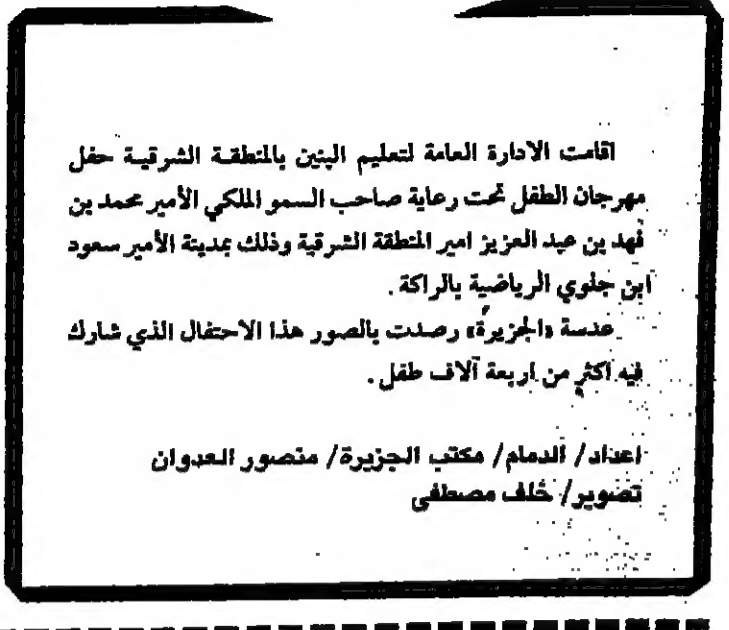 اقامت الادارة العامة لتعليم البنين بالمنطقة الشرقية حفل
مهرجان الطفل تحت رعاية صاحب السمو الملكي الأمير محمد بن
فهد بن عبد العزيز امير المنطقة الشرقية وذلك بمدينة الأمير سعود
ابن جلوي الرياضية بالراكة .
عدسة «الجزيرة» رصدت بالصور هذا الاحتفال الذي شارك
فيه اكثر من اربعة آلاف طفل .
اعداد/ الدمام/ مكتب الجزيرة/ منصور العدوان
تصوير/ خلف مصطفى